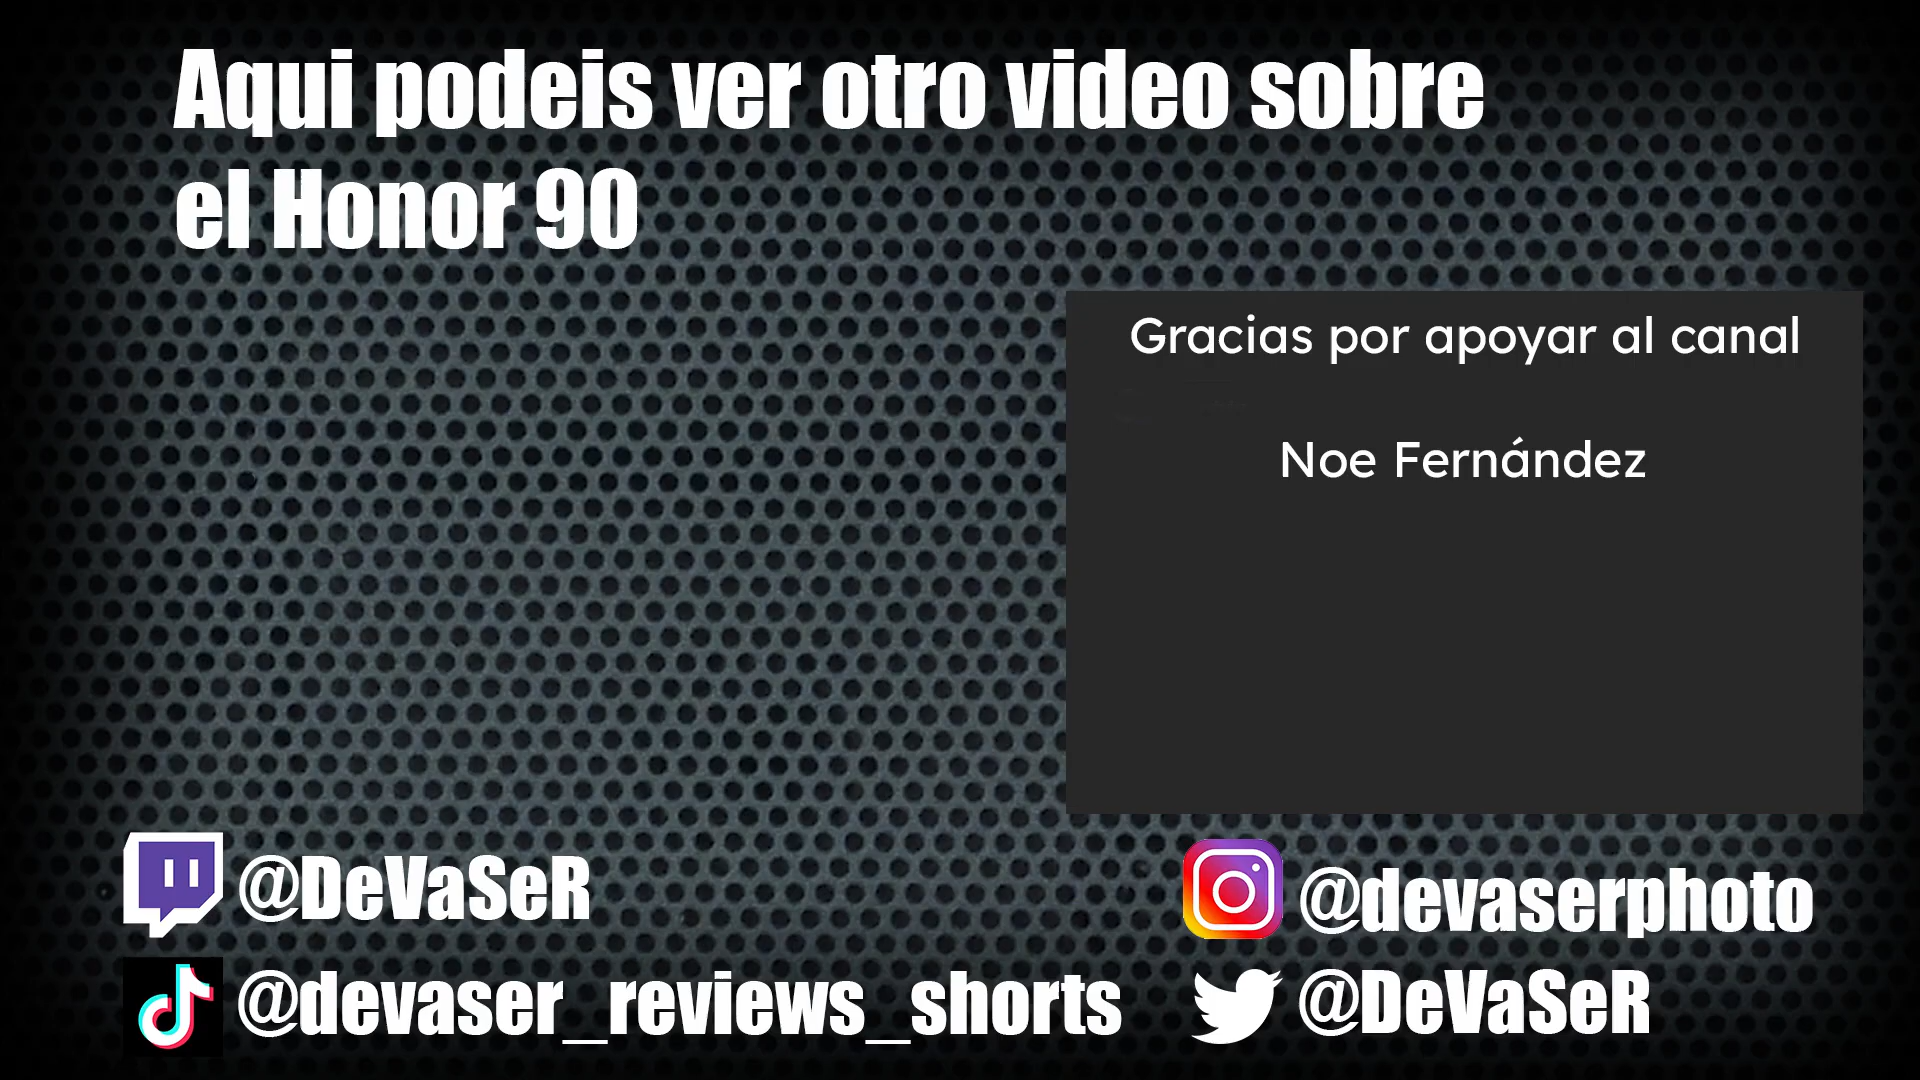 Aqui podeis ver otro video sobre
el Honor 90
Gracias por apoyar al canal
Noe Fernández
@DeVaSeR
@devaserphoto
@devaser_reviews_shorts
@DeVaSeR